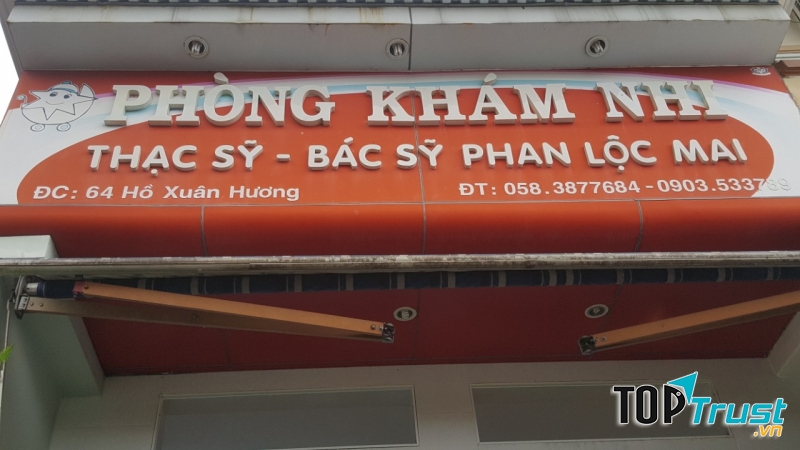 PHÒNG KHÁM NHI
THẠC SỸ - BÁC SỸ PHAN LỘC MAI
ĐC: 64 Hồ Xuân Hương
ĐT: 058.3877684 - 0903.533789
TOPTrust.vn